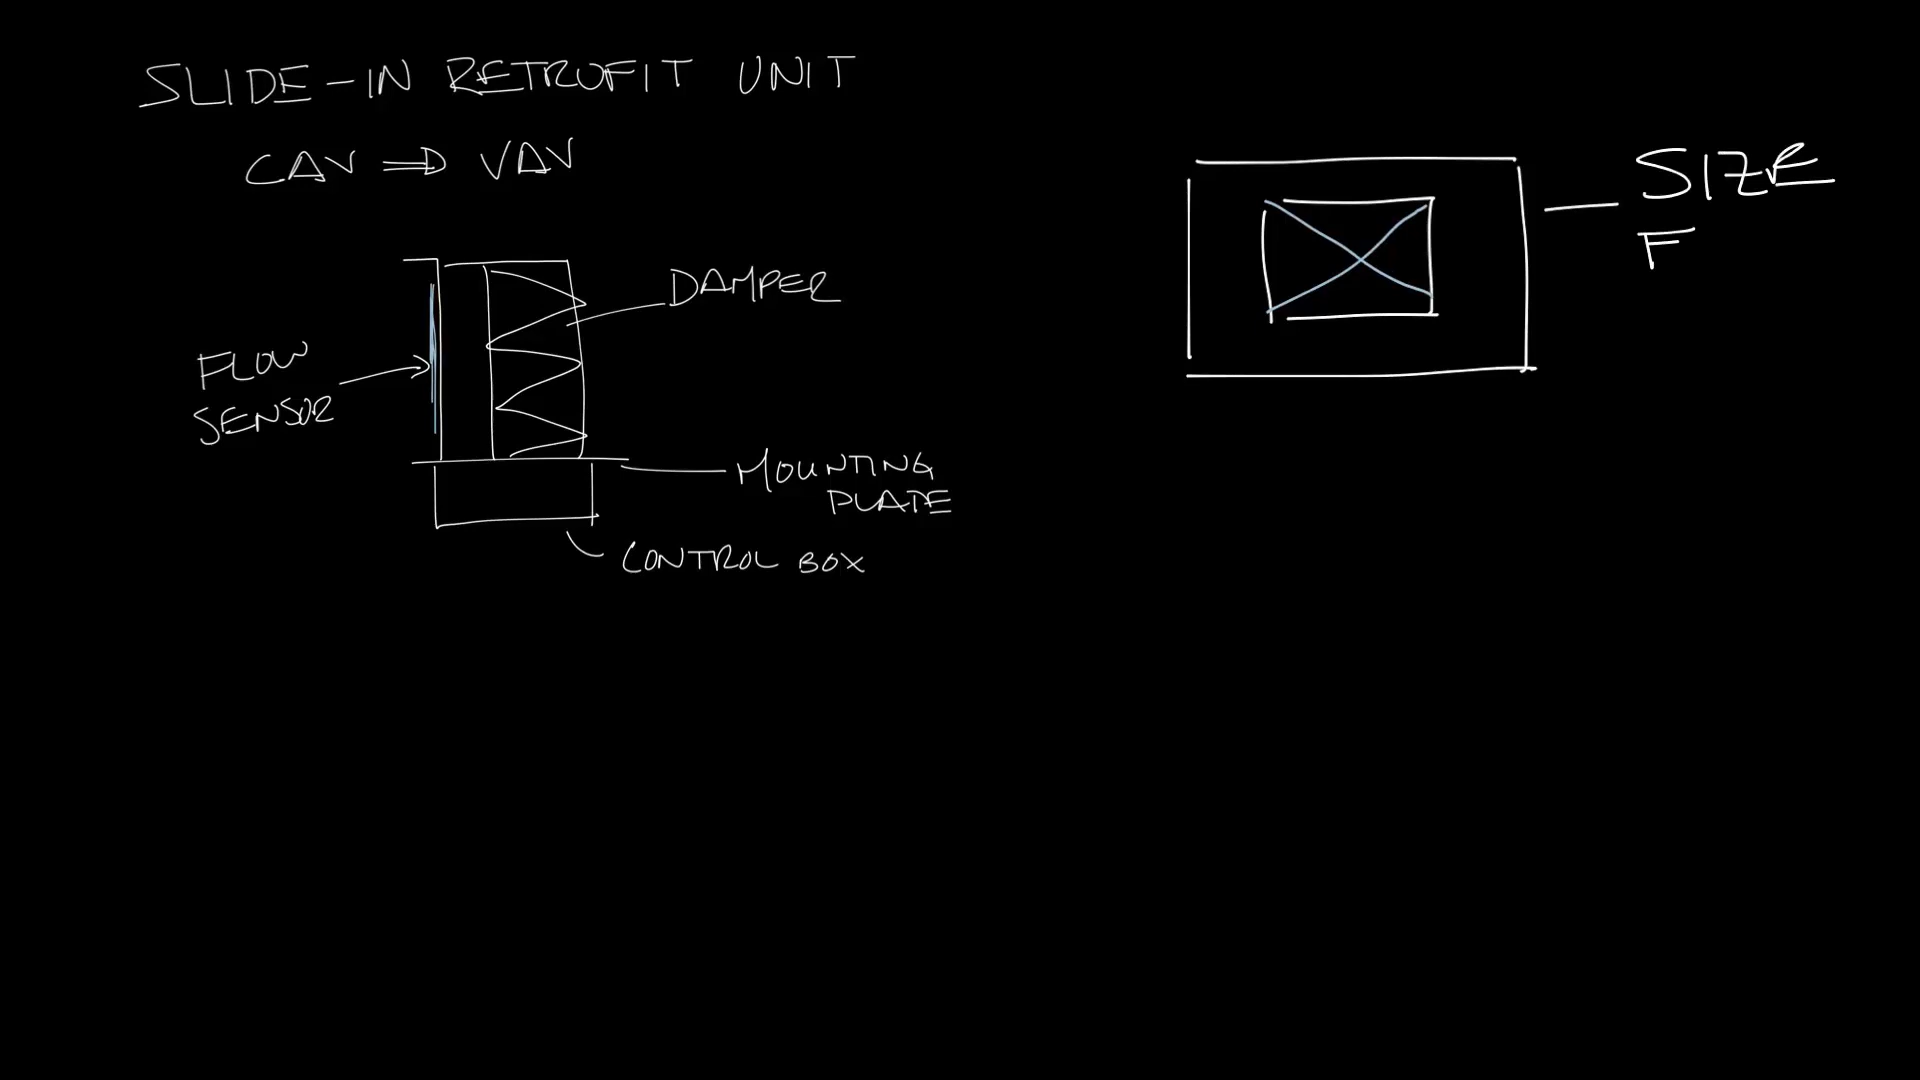 SLIDE-IN RETROFIT UNIT
CAV ⇒ VAV
DAMPER
FLOW
SENSOR
MOUNTING
PLATE
CONTROL BOX
SIZE
F